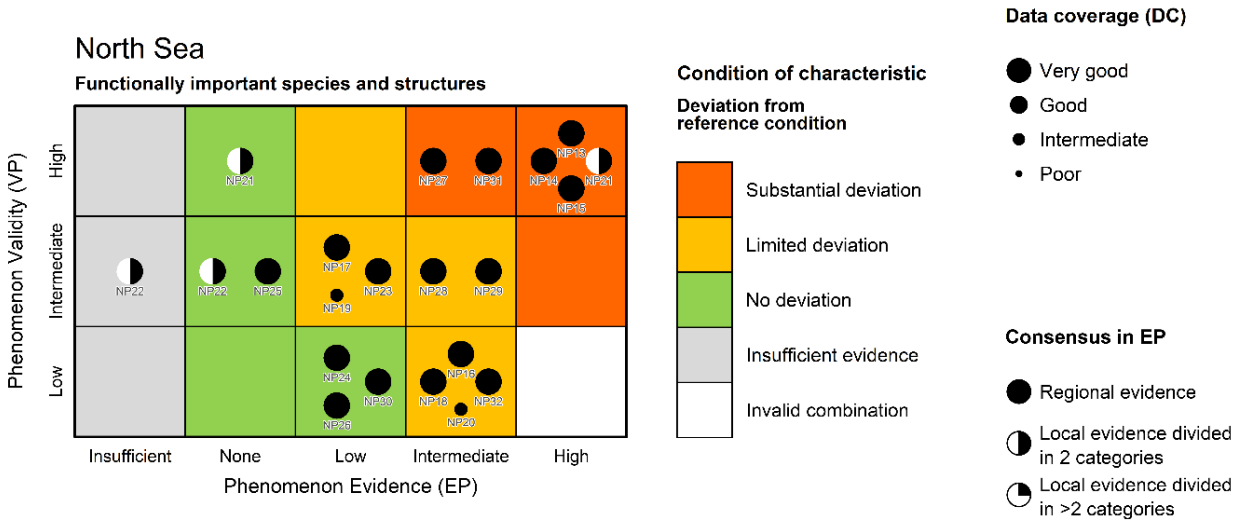 North Sea
Functionally important species and structures
Phenomenon Validity (VP)
High
Intermediate
Low
NP21
NP27
NP31
NP13
NP14
NP21
NP15
NP22
NP22
NP25
NP17
NP23
NP19
NP28
NP29
NP24
NP30
NP26
NP16
NP18
NP32
NP20
Insufficient
None
Low
Intermediate
High
Phenomenon Evidence (EP)
Condition of characteristic
Deviation from
reference condition
Substantial deviation
Limited deviation
No deviation
Insufficient evidence
Invalid combination
Data coverage (DC)
Very good
Good
Intermediate
Poor
Consensus in EP
Regional evidence
Local evidence divided
in 2 categories
Local evidence divided
in >2 categories